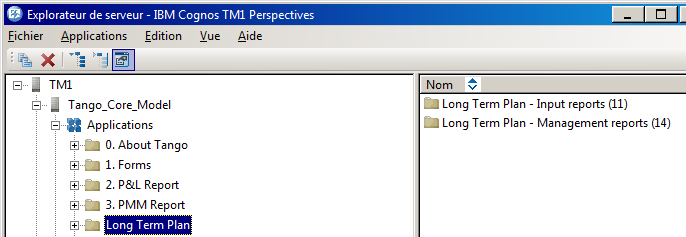 Explorateur de serveur - IBM Cognos TM1 Perspectives
Fichier Applications Edition Vue Aide
TM1
Tango_Core_Model
Applications
0. About Tango
1. Forms
2. P&L Report
3. PMM Report
Long Term Plan
Nom
Long Term Plan - Input reports (11)
Long Term Plan - Management reports (14)